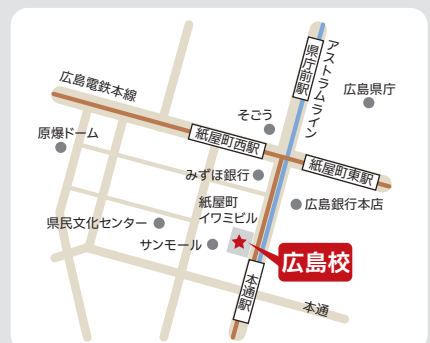 アストラムライン
県庁前駅
広島電鉄本線
広島県庁
そごう
原爆ドーム
紙屋町西駅
紙屋町東駅
みずほ銀行
紙屋町
イワミビル
広島銀行本店
県民文化センター
サンモール
広島校
本通駅
本通